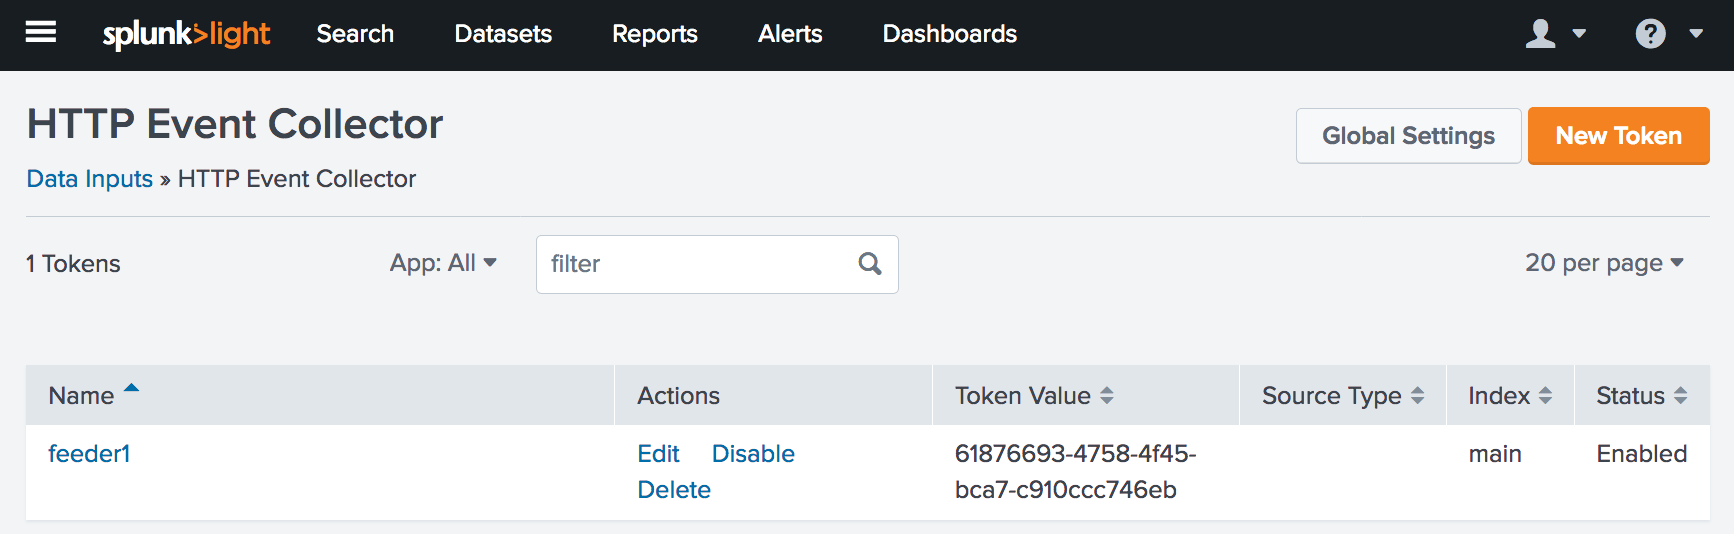 splunk>light Search Datasets Reports Alerts Dashboards ?
HTTP Event Collector
Global Settings New Token
Data Inputs » HTTP Event Collector
1 Tokens App: All filter 20 per page
Name Actions Token Value Source Type Index Status
feeder1 Edit Disable 61876693-4758-4f45- main Enabled
Delete bca7-c910ccc746eb